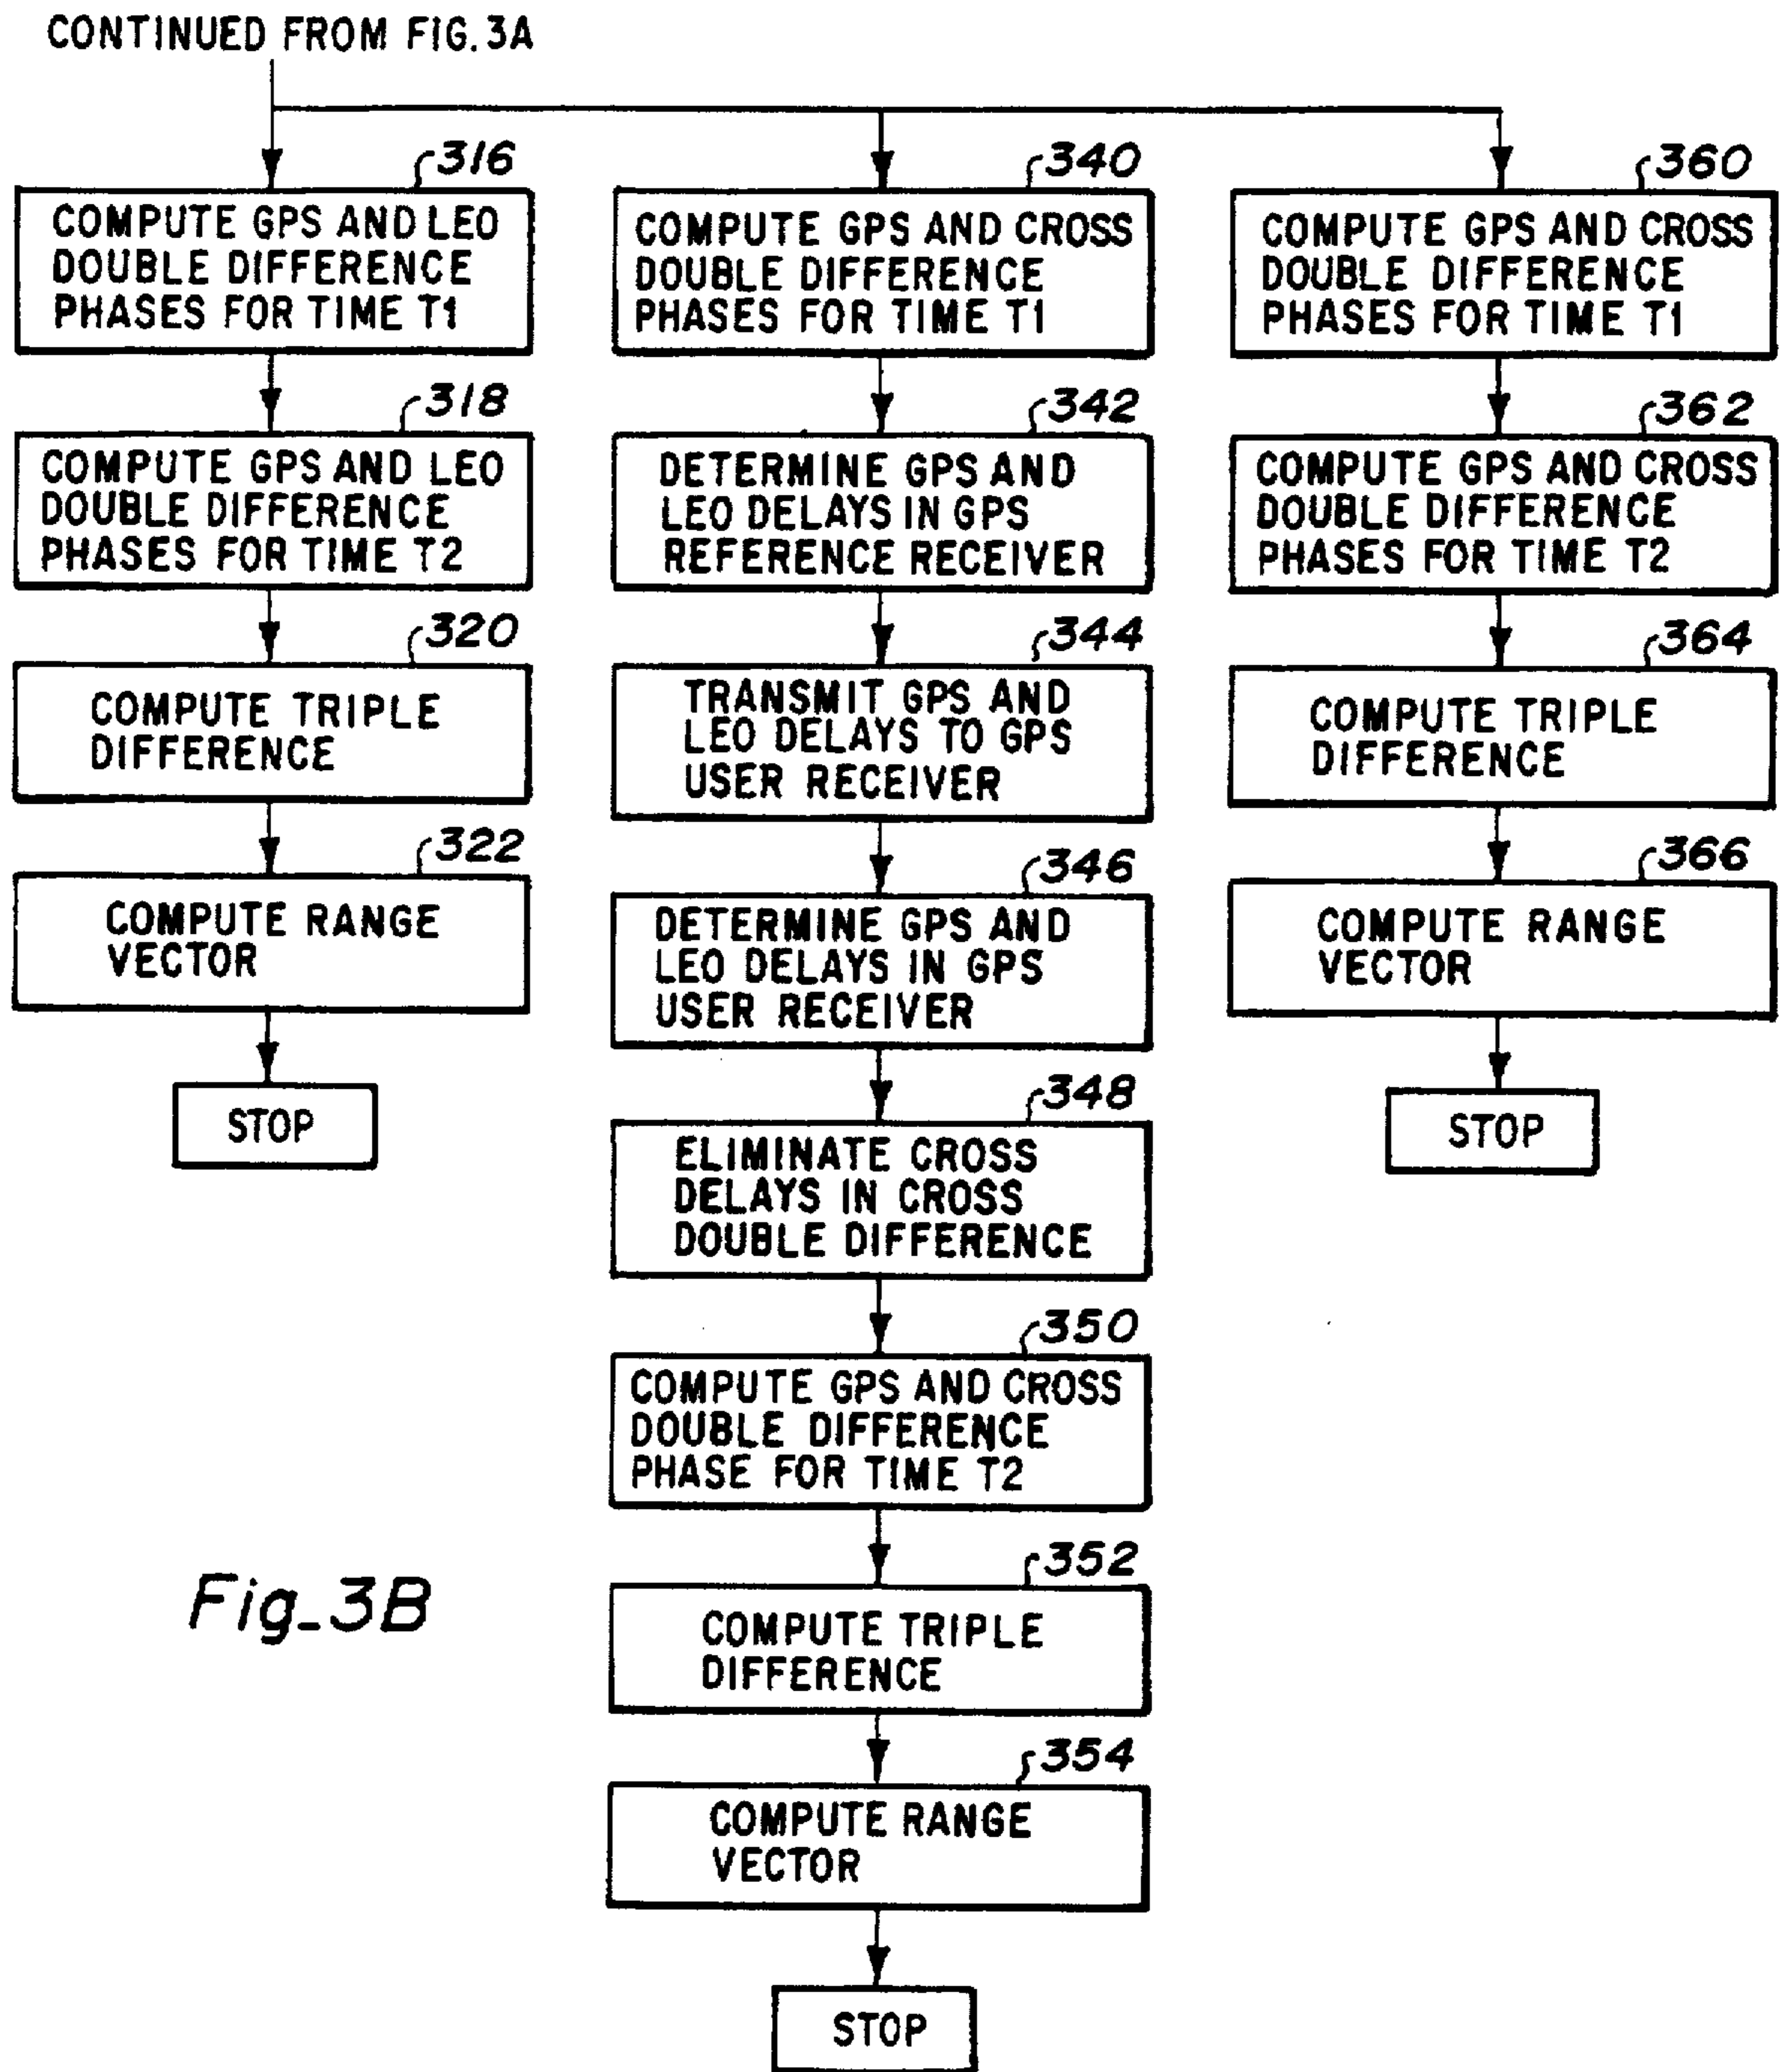 CONTINUED FROM FIG. 3A
316
COMPUTE GPS AND LEO
DOUBLE DIFFERENCE
PHASES FOR TIME T1
318
COMPUTE GPS AND LEO
DOUBLE DIFFERENCE
PHASES FOR TIME T2
320
COMPUTE TRIPLE
DIFFERENCE
322
COMPUTE RANGE
VECTOR
STOP
340
COMPUTE GPS AND CROSS
DOUBLE DIFFERENCE
PHASES FOR TIME T1
342
DETERMINE GPS AND
LEO DELAYS IN GPS
REFERENCE RECEIVER
344
TRANSMIT GPS AND
LEO DELAYS TO GPS
USER RECEIVER
346
DETERMINE GPS AND
LEO DELAYS IN GPS
USER RECEIVER
348
ELIMINATE CROSS
DELAYS IN CROSS
DOUBLE DIFFERENCE
350
COMPUTE GPS AND CROSS
DOUBLE DIFFERENCE
PHASE FOR TIME T2
352
COMPUTE TRIPLE
DIFFERENCE
354
COMPUTE RANGE
VECTOR
STOP
360
COMPUTE GPS AND CROSS
DOUBLE DIFFERENCE
PHASES FOR TIME T1
362
COMPUTE GPS AND CROSS
DOUBLE DIFFERENCE
PHASES FOR TIME T2
364
COMPUTE TRIPLE
DIFFERENCE
366
COMPUTE RANGE
VECTOR
STOP
Fig_3B